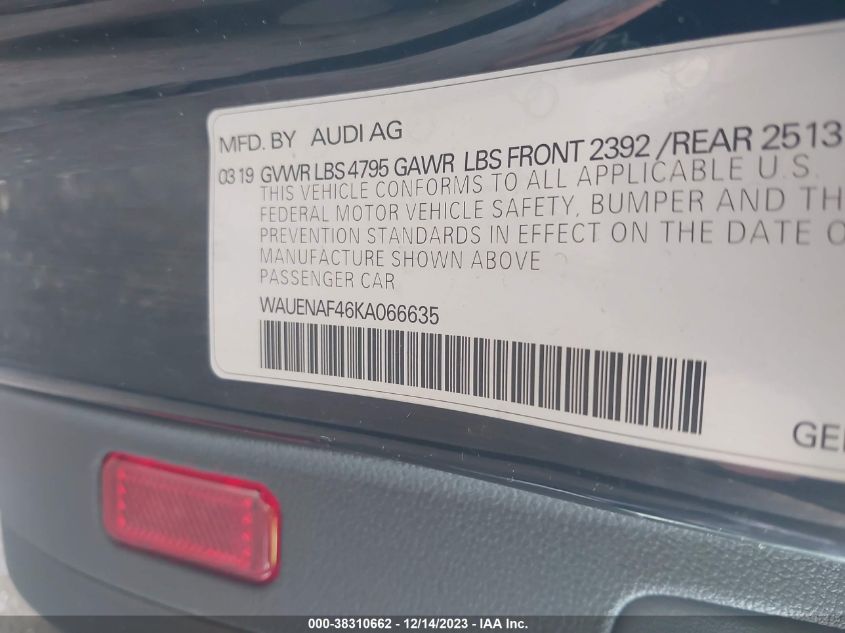 MFD. BY AUDI AG
03 19 GVWR LBS 4795 GAWR LBS FRONT 2392 /REAR 2513
THIS VEHICLE CONFORMS TO ALL APPLICABLE U.S.
FEDERAL MOTOR VEHICLE SAFETY, BUMPER AND TH
PREVENTION STANDARDS IN EFFECT ON THE DATE O
MANUFACTURE SHOWN ABOVE
PASSENGER CAR
WAUENAF46KA066635
GE
000-38310662 - 12/14/2023 - IAA Inc.